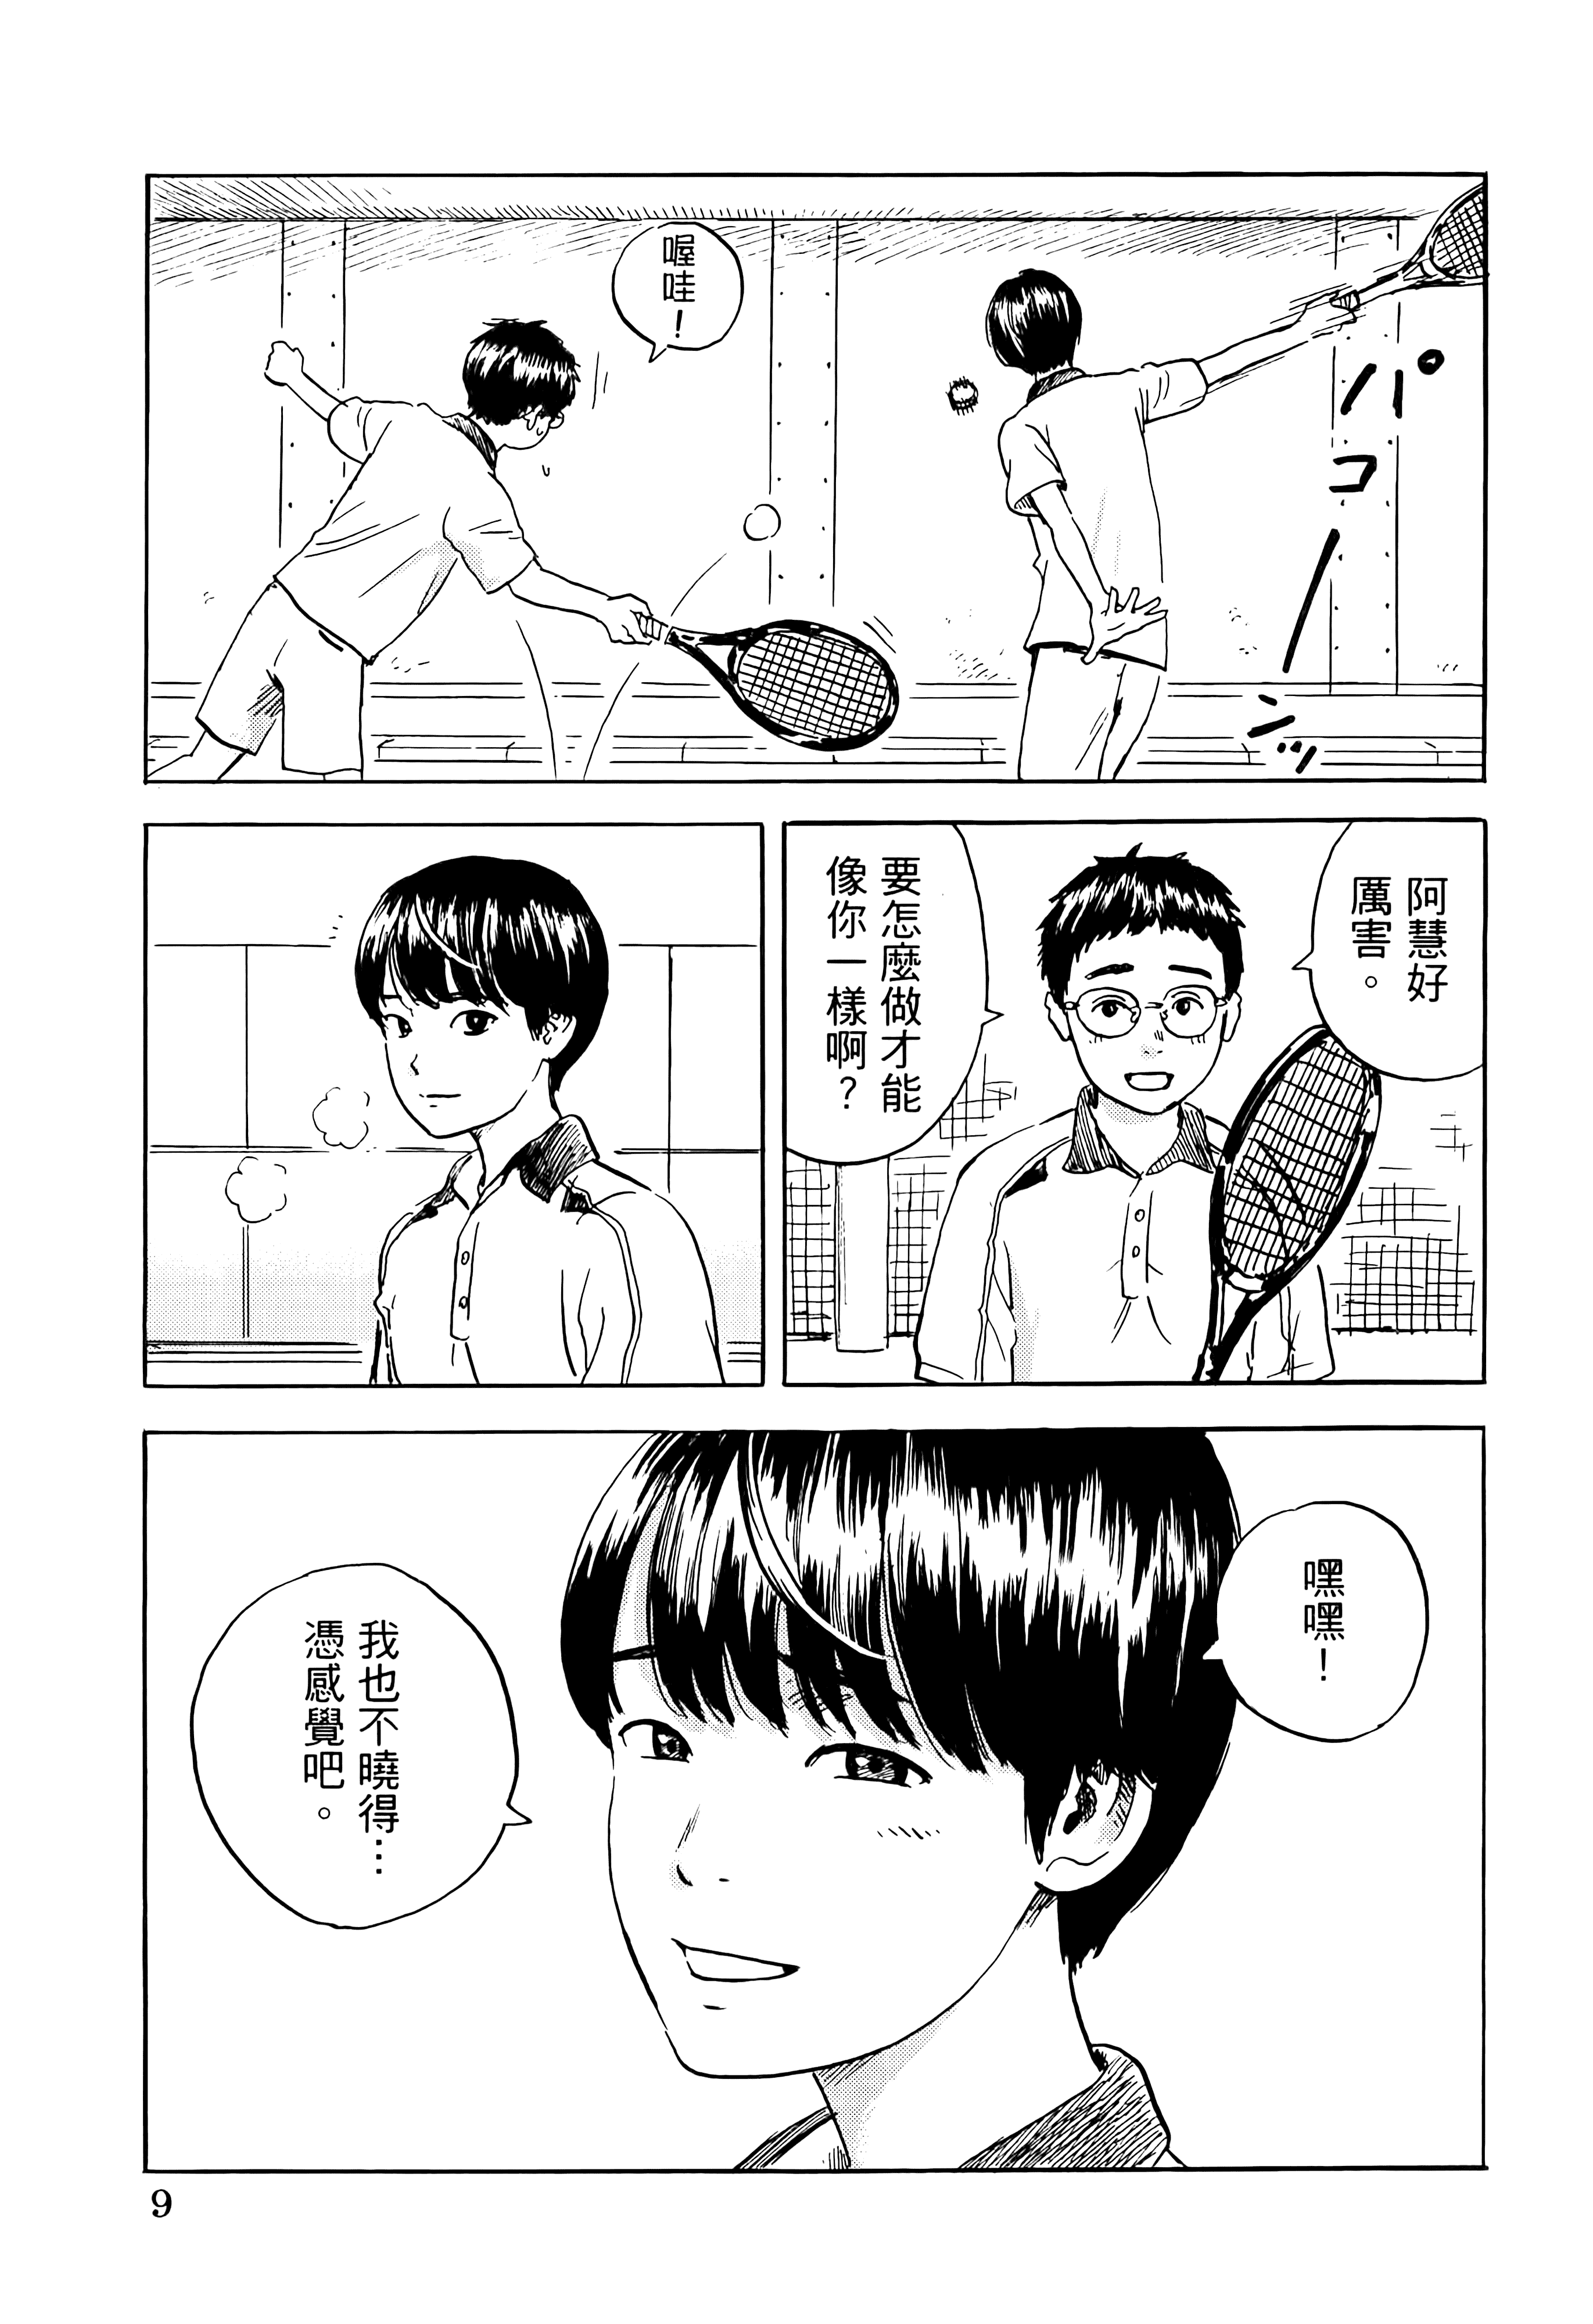 喔哇！
パコーンッ
阿慧好
厲害。
要怎麼做才能
像你一樣啊？
嘿嘿！
我也不曉得…
憑感覺吧。
9